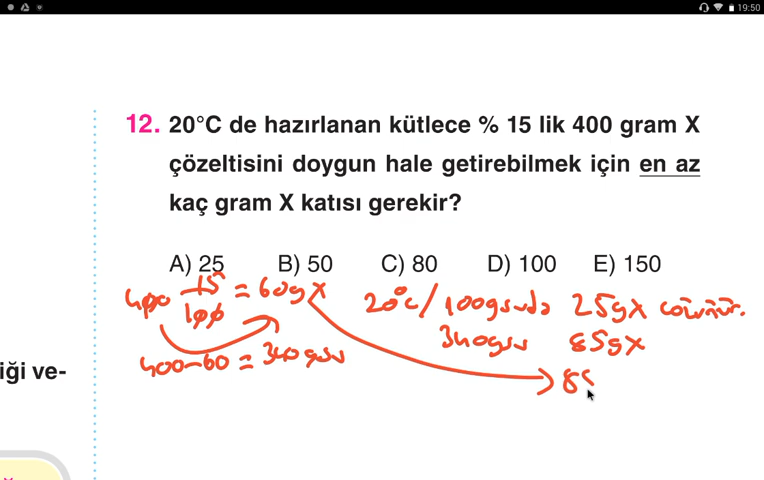 19:50
12. 20°C de hazırlanan kütlece % 15 lik 400 gram X
çözeltisini doygun hale getirebilmek için en az
kaç gram X katısı gerekir?
A) 25 B) 50 C) 80 D) 100 E) 150
400 15/100 = 60g X
20°C / 100g suda 25g X çözünür.
340g su 85g X
400-60 = 340g su
iği ve-
85